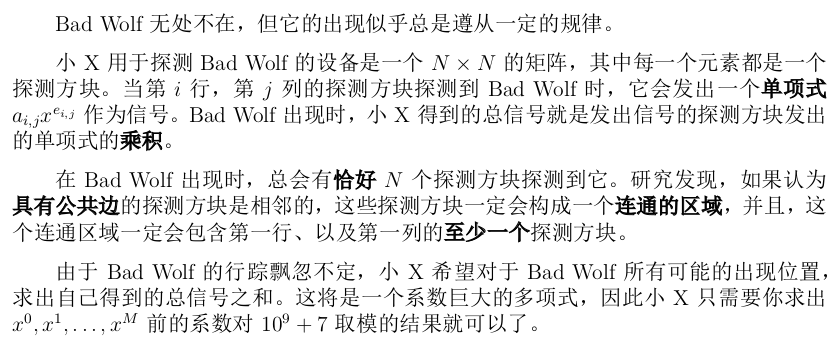 Bad Wolf 无处不在，但它的出现似乎总是遵从一定的规律。
小 X 用于探测 Bad Wolf 的设备是一个 N × N 的矩阵，其中每一个元素都是一个
探测方块。当第 i 行，第 j 列的探测方块探测到 Bad Wolf 时，它会发出一个单项式
a_{i,j}x^{e_{i,j}} 作为信号。Bad Wolf 出现时，小 X 得到的总信号就是发出信号的探测方块发出
的单项式的乘积。
在 Bad Wolf 出现时，总会有恰好 N 个探测方块探测到它。研究发现，如果认为
具有公共边的探测方块是相邻的，这些探测方块一定会构成一个连通的区域，并且，这
个连通区域一定会包含第一行、以及第一列的至少一个探测方块。
由于 Bad Wolf 的行踪飘忽不定，小 X 希望对于 Bad Wolf 所有可能的出现位置，
求出自己得到的总信号之和。这将是一个系数巨大的多项式，因此小 X 只需要你求出
x^0, x^1, . . . , x^M 前的系数对 10^9 + 7 取模的结果就可以了。